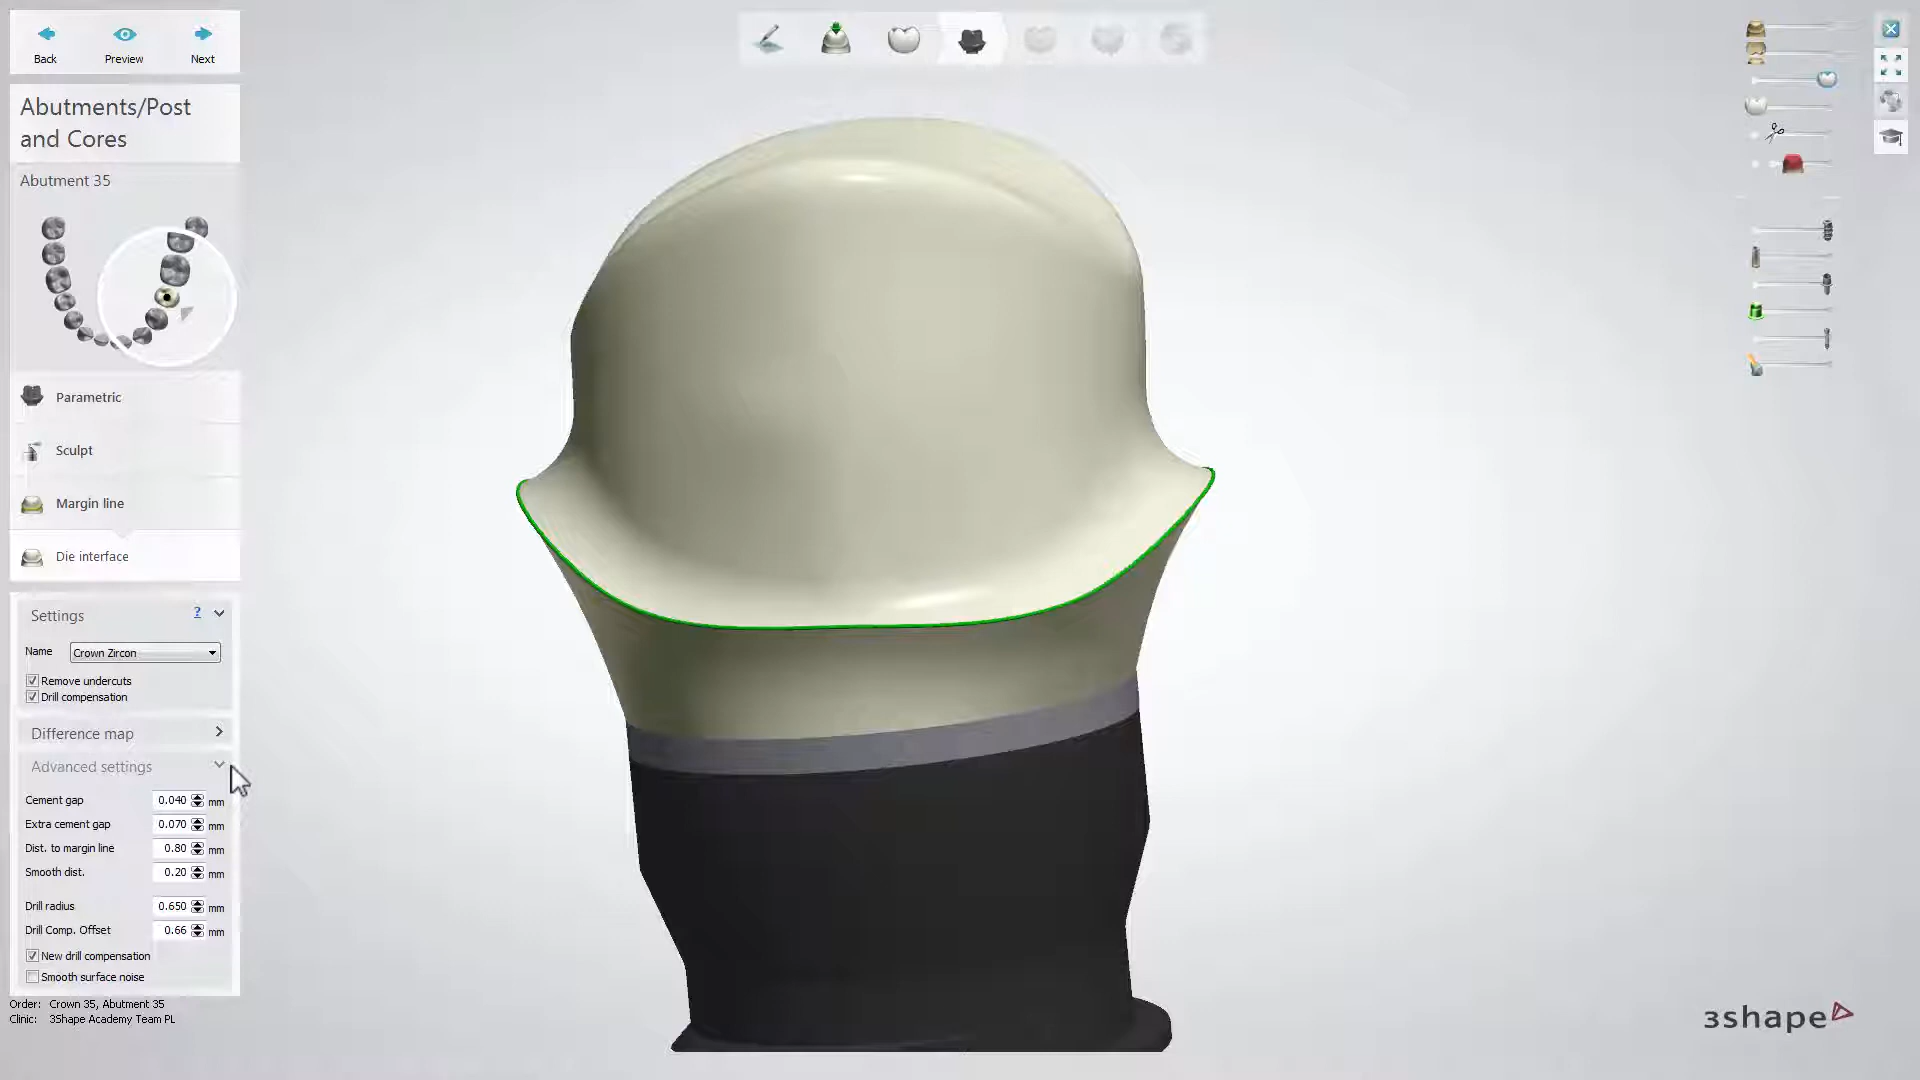 Back
Preview
Next
Abutments/Post
and Cores
Abutment 35
Parametric
Sculpt
Margin line
Die interface
Settings ?
Name Crown Zircon
Remove undercuts
Drill compensation
Difference map
Advanced settings
Cement gap 0.040 mm
Extra cement gap 0.070 mm
Dist. to margin line 0.80 mm
Smooth dist. 0.20 mm
Drill radius 0.650 mm
Drill Comp. Offset 0.66 mm
New drill compensation
Smooth surface noise
Order: Crown 35, Abutment 35
Clinic: 3Shape Academy Team PL
3shape